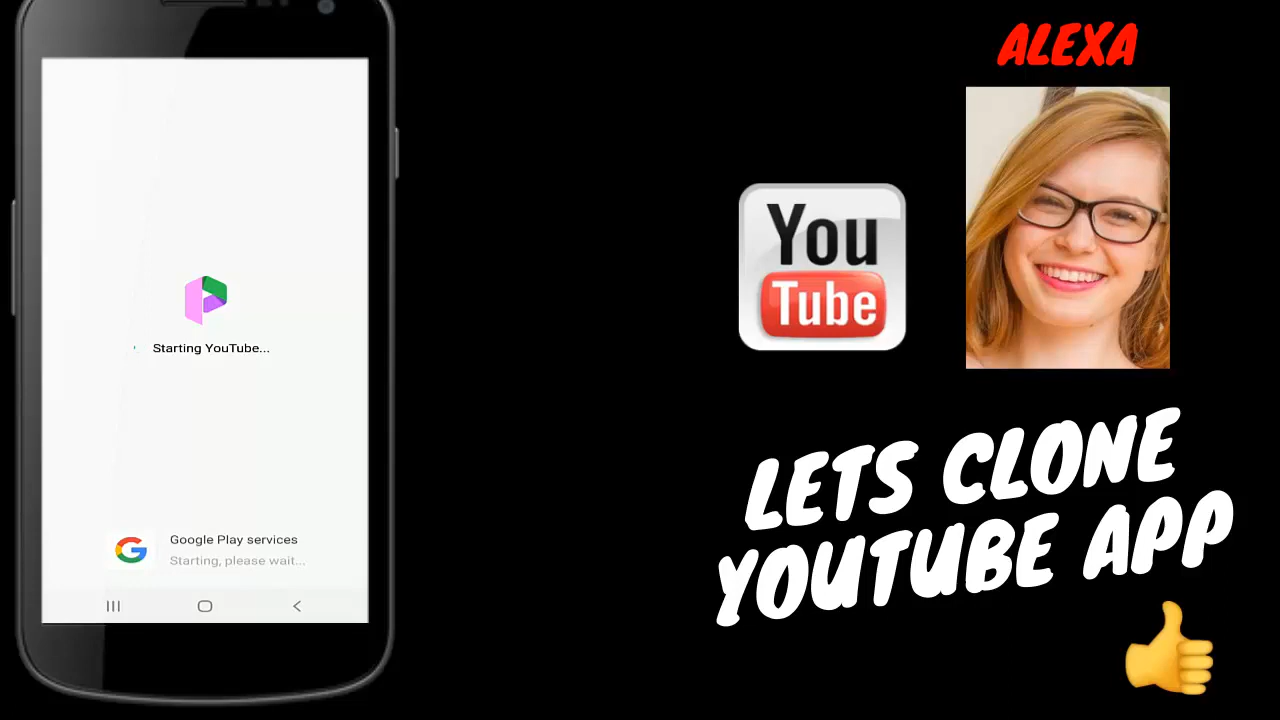 ALEXA
You
Tube
Starting YouTube...
LETS CLONE
YOUTUBE APP
Google Play services
Starting, please wait...